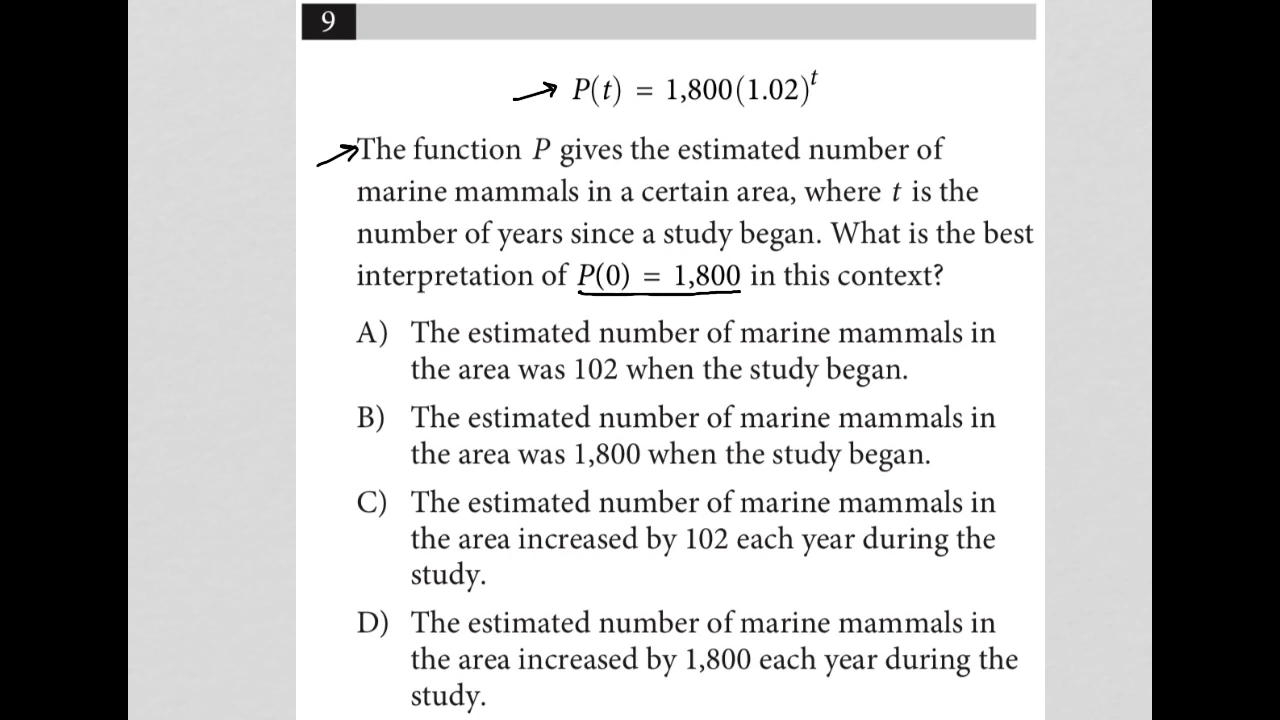 9
P(t) = 1,800(1.02)^t
The function P gives the estimated number of
marine mammals in a certain area, where t is the
number of years since a study began. What is the best
interpretation of P(0) = 1,800 in this context?
A) The estimated number of marine mammals in
the area was 102 when the study began.
B) The estimated number of marine mammals in
the area was 1,800 when the study began.
C) The estimated number of marine mammals in
the area increased by 102 each year during the
study.
D) The estimated number of marine mammals in
the area increased by 1,800 each year during the
study.